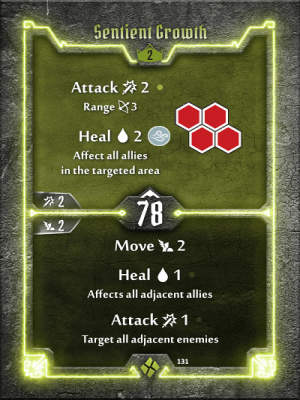 Sentient Growth
2
Attack 2
Range 3
Heal 2
Affect all allies
in the targeted area
2
78
2
Move 2
Heal 1
Affects all adjacent allies
Attack 1
Target all adjacent enemies
131